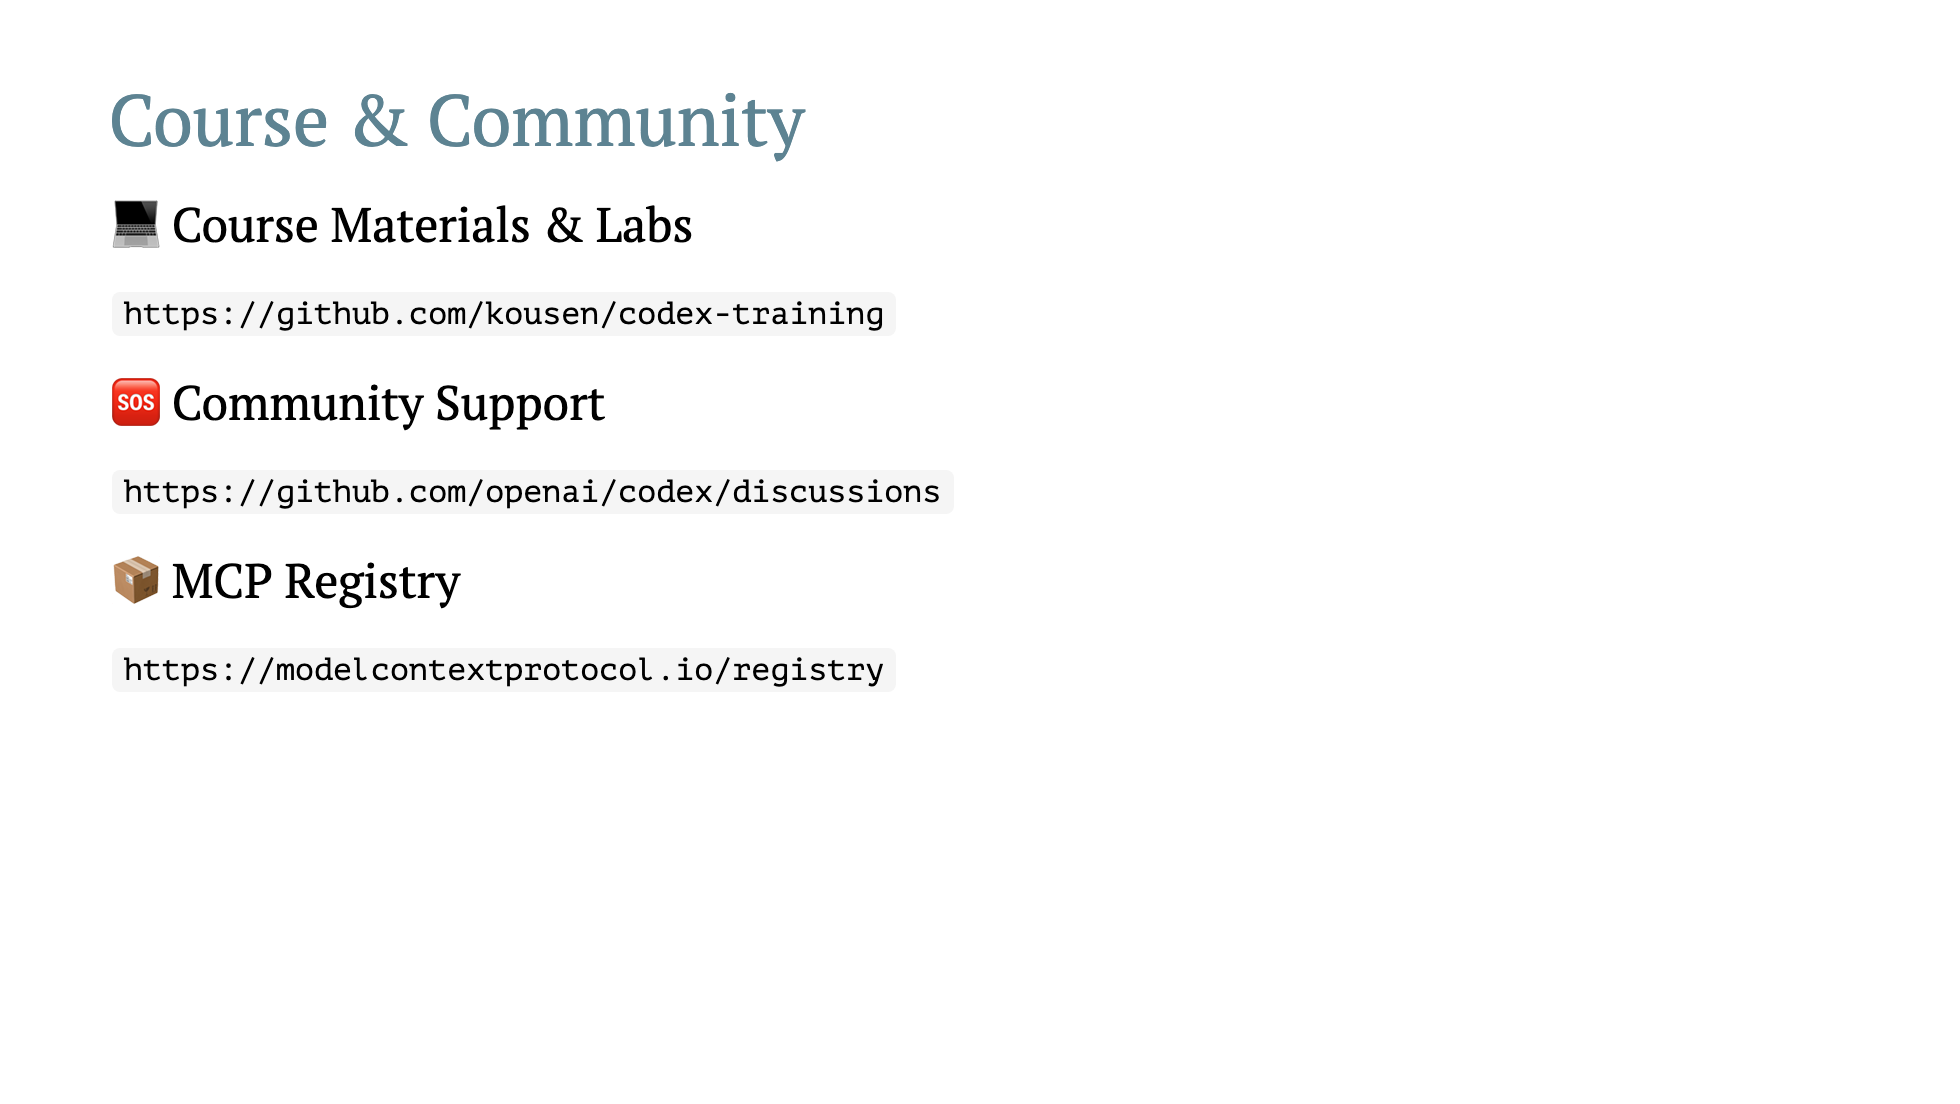 Course & Community
💻 Course Materials & Labs
https://github.com/kousen/codex-training
🆘 Community Support
https://github.com/openai/codex/discussions
📦 MCP Registry
https://modelcontextprotocol.io/registry